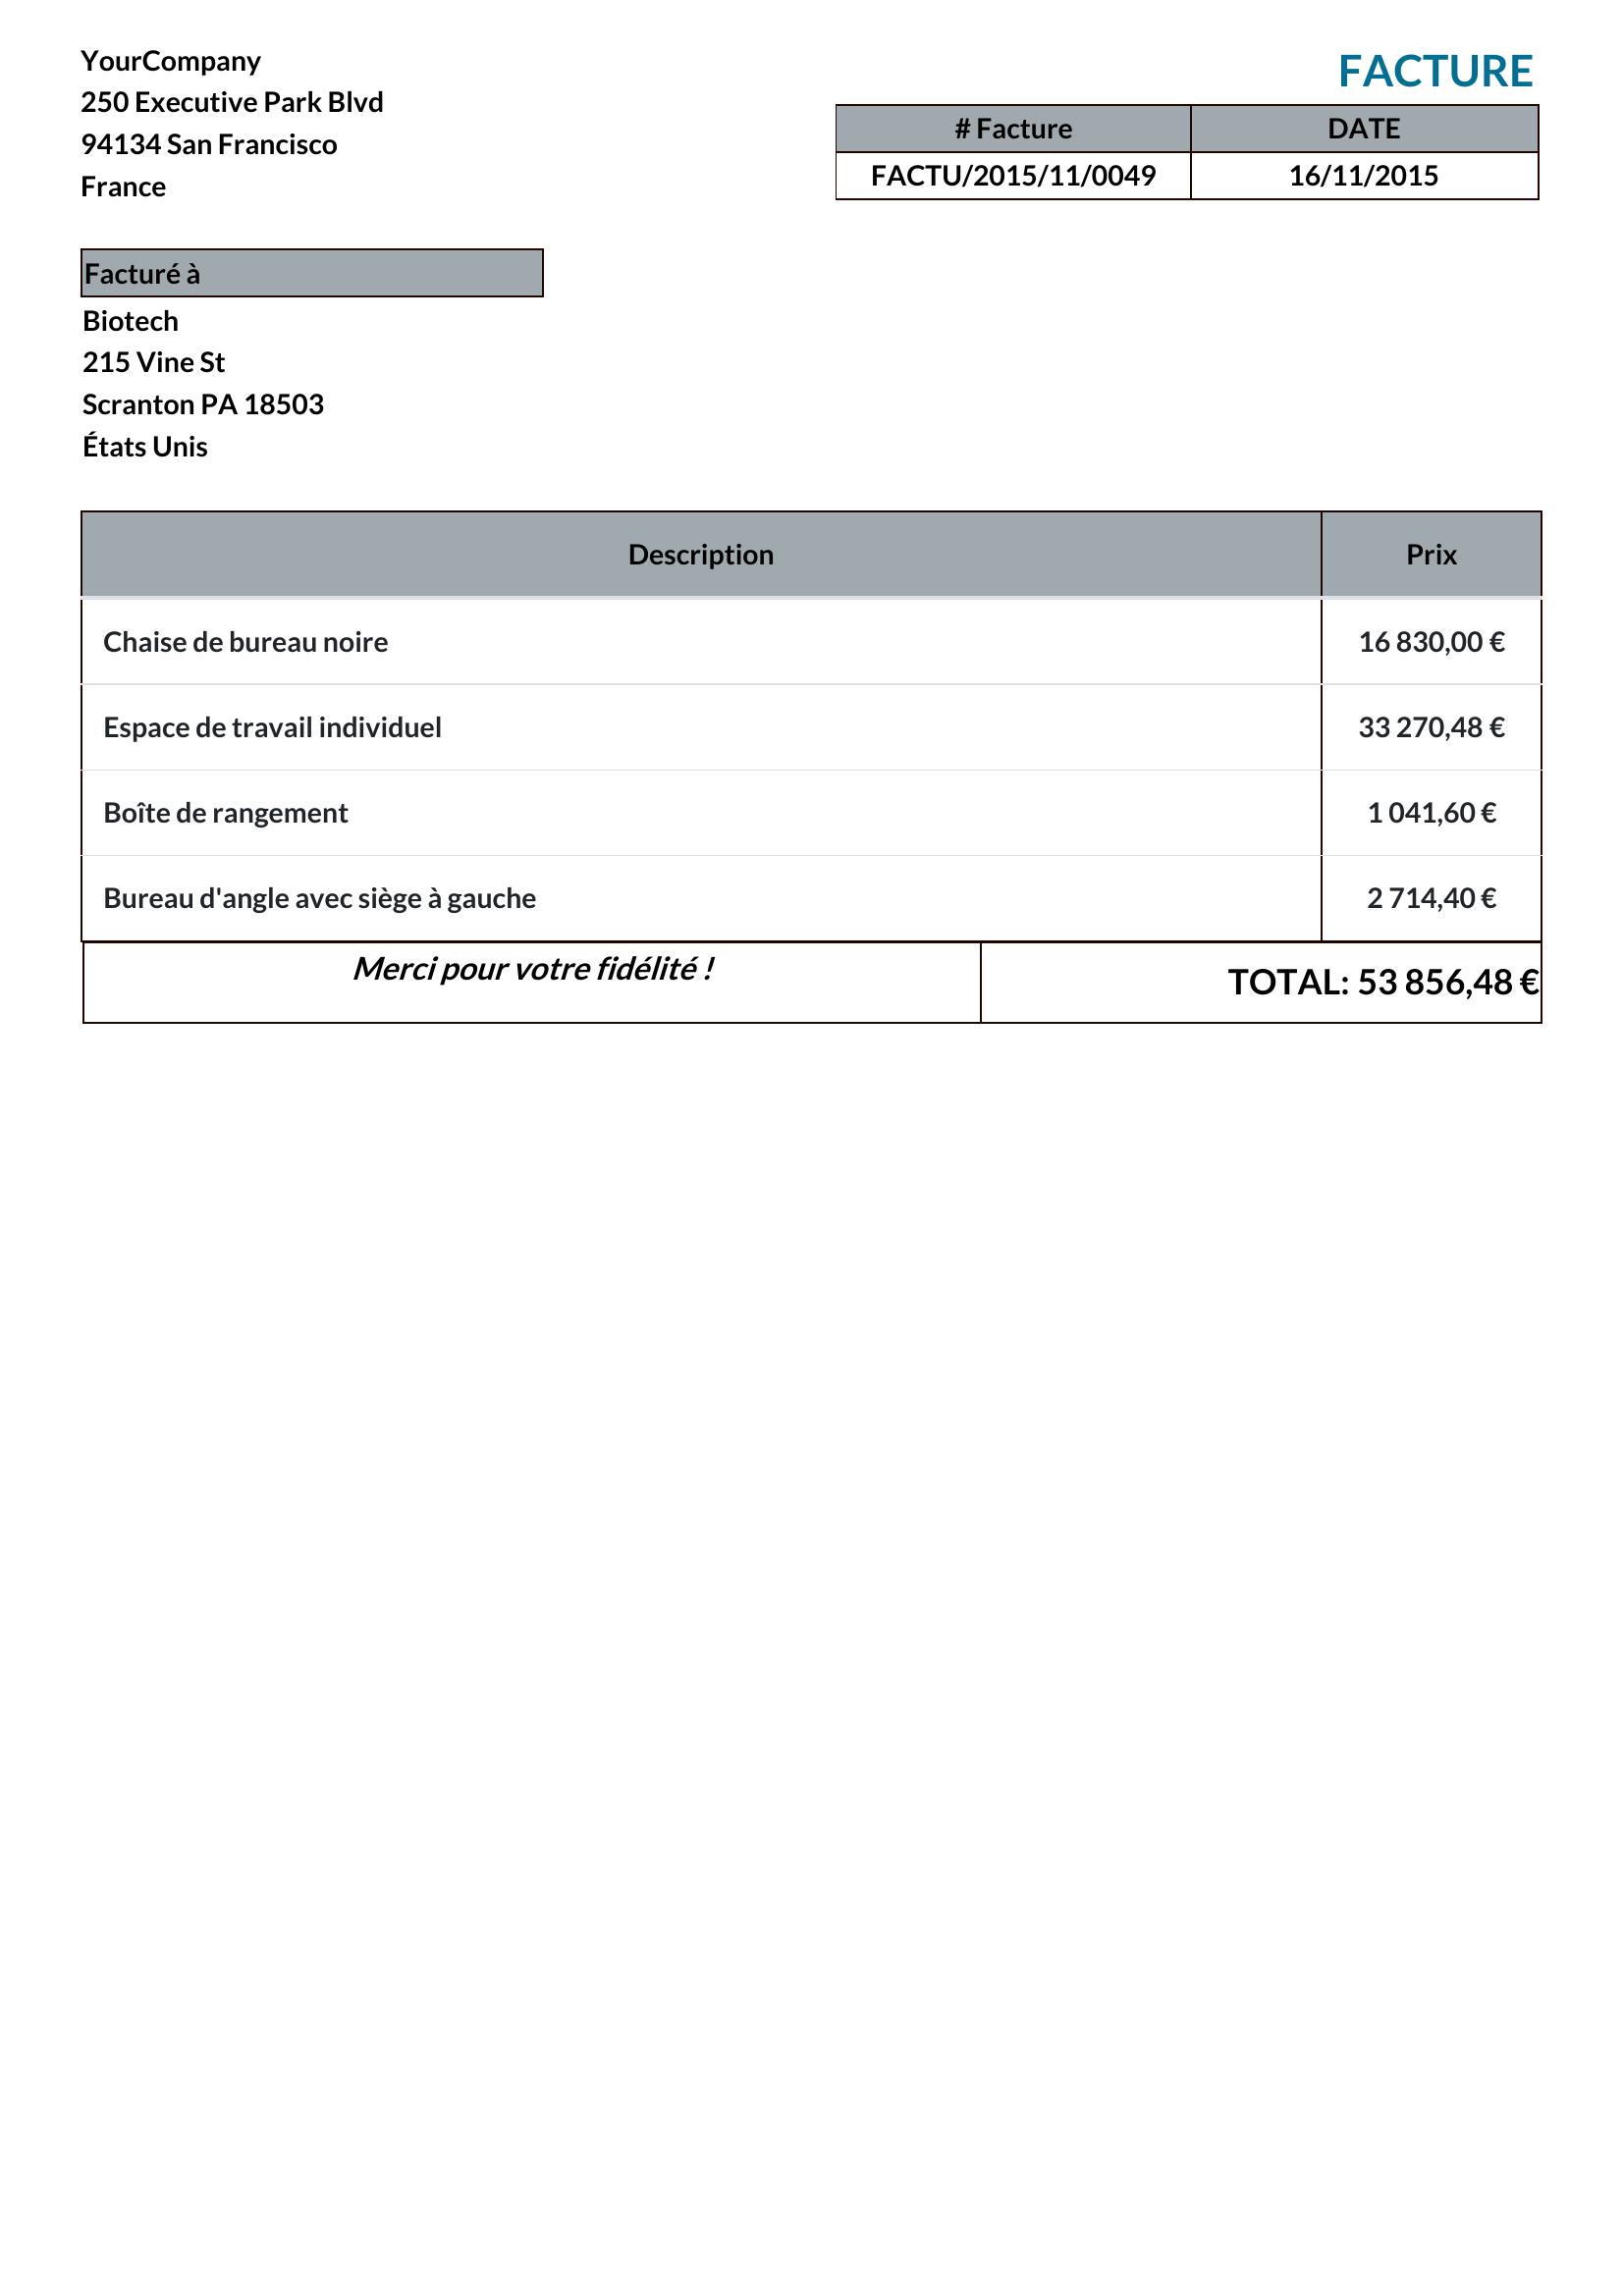 YourCompany
250 Executive Park Blvd
94134 San Francisco
France
FACTURE
# Facture DATE
FACTU/2015/11/0049 16/11/2015
Facturé à
Biotech
215 Vine St
Scranton PA 18503
États Unis
Description Prix
Chaise de bureau noire 16 830,00 €
Espace de travail individuel 33 270,48 €
Boîte de rangement 1 041,60 €
Bureau d'angle avec siège à gauche 2 714,40 €
Merci pour votre fidélité !
TOTAL: 53 856,48 €